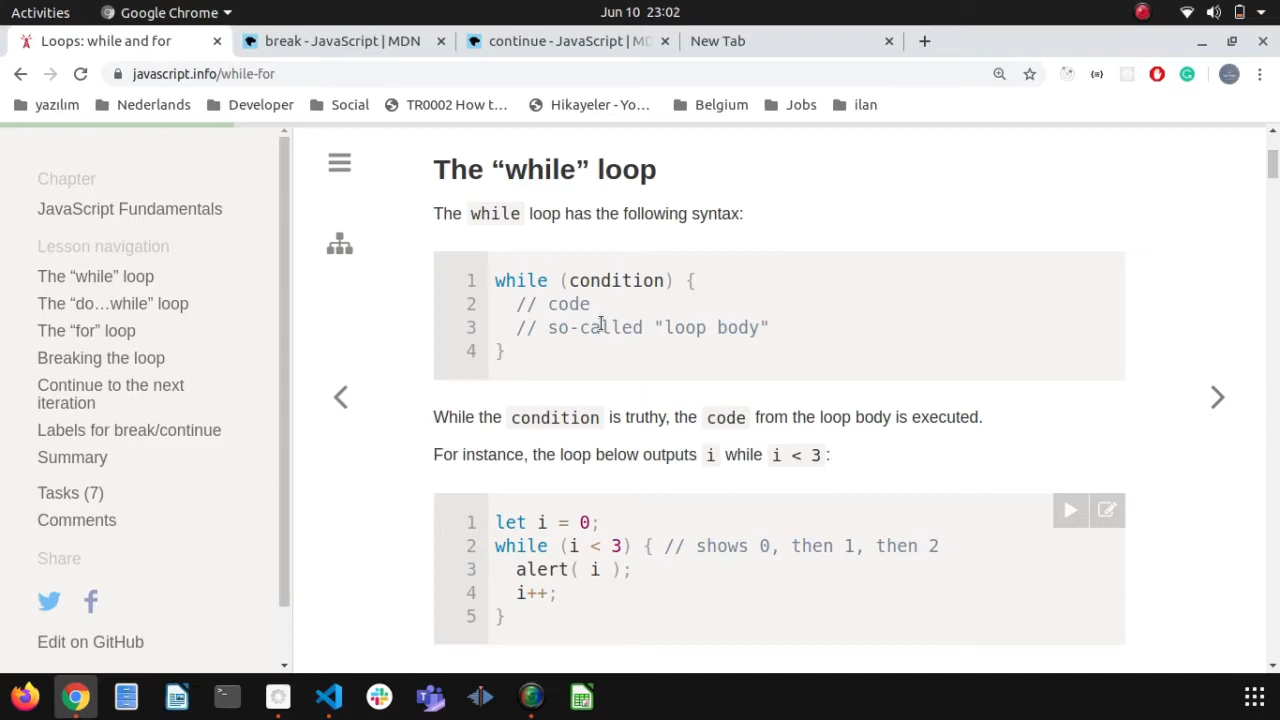 Activities
Google Chrome
Jun 10 23:02
Loops: while and for
break - JavaScript | MDN
continue - JavaScript | MD
New Tab
javascript.info/while-for
yazılım
Nederlands
Developer
Social
TR0002 How t…
Hikayeler - Yo…
Belgium
Jobs
ilan
Chapter
JavaScript Fundamentals
Lesson navigation
The “while” loop
The “do…while” loop
The “for” loop
Breaking the loop
Continue to the next
iteration
Labels for break/continue
Summary
Tasks (7)
Comments
Share
Edit on GitHub
The “while” loop
The while loop has the following syntax:
1 while (condition) {
2 // code
3 // so-called "loop body"
4 }
While the condition is truthy, the code from the loop body is executed.
For instance, the loop below outputs i while i < 3:
1 let i = 0;
2 while (i < 3) { // shows 0, then 1, then 2
3 alert( i );
4 i++;
5 }